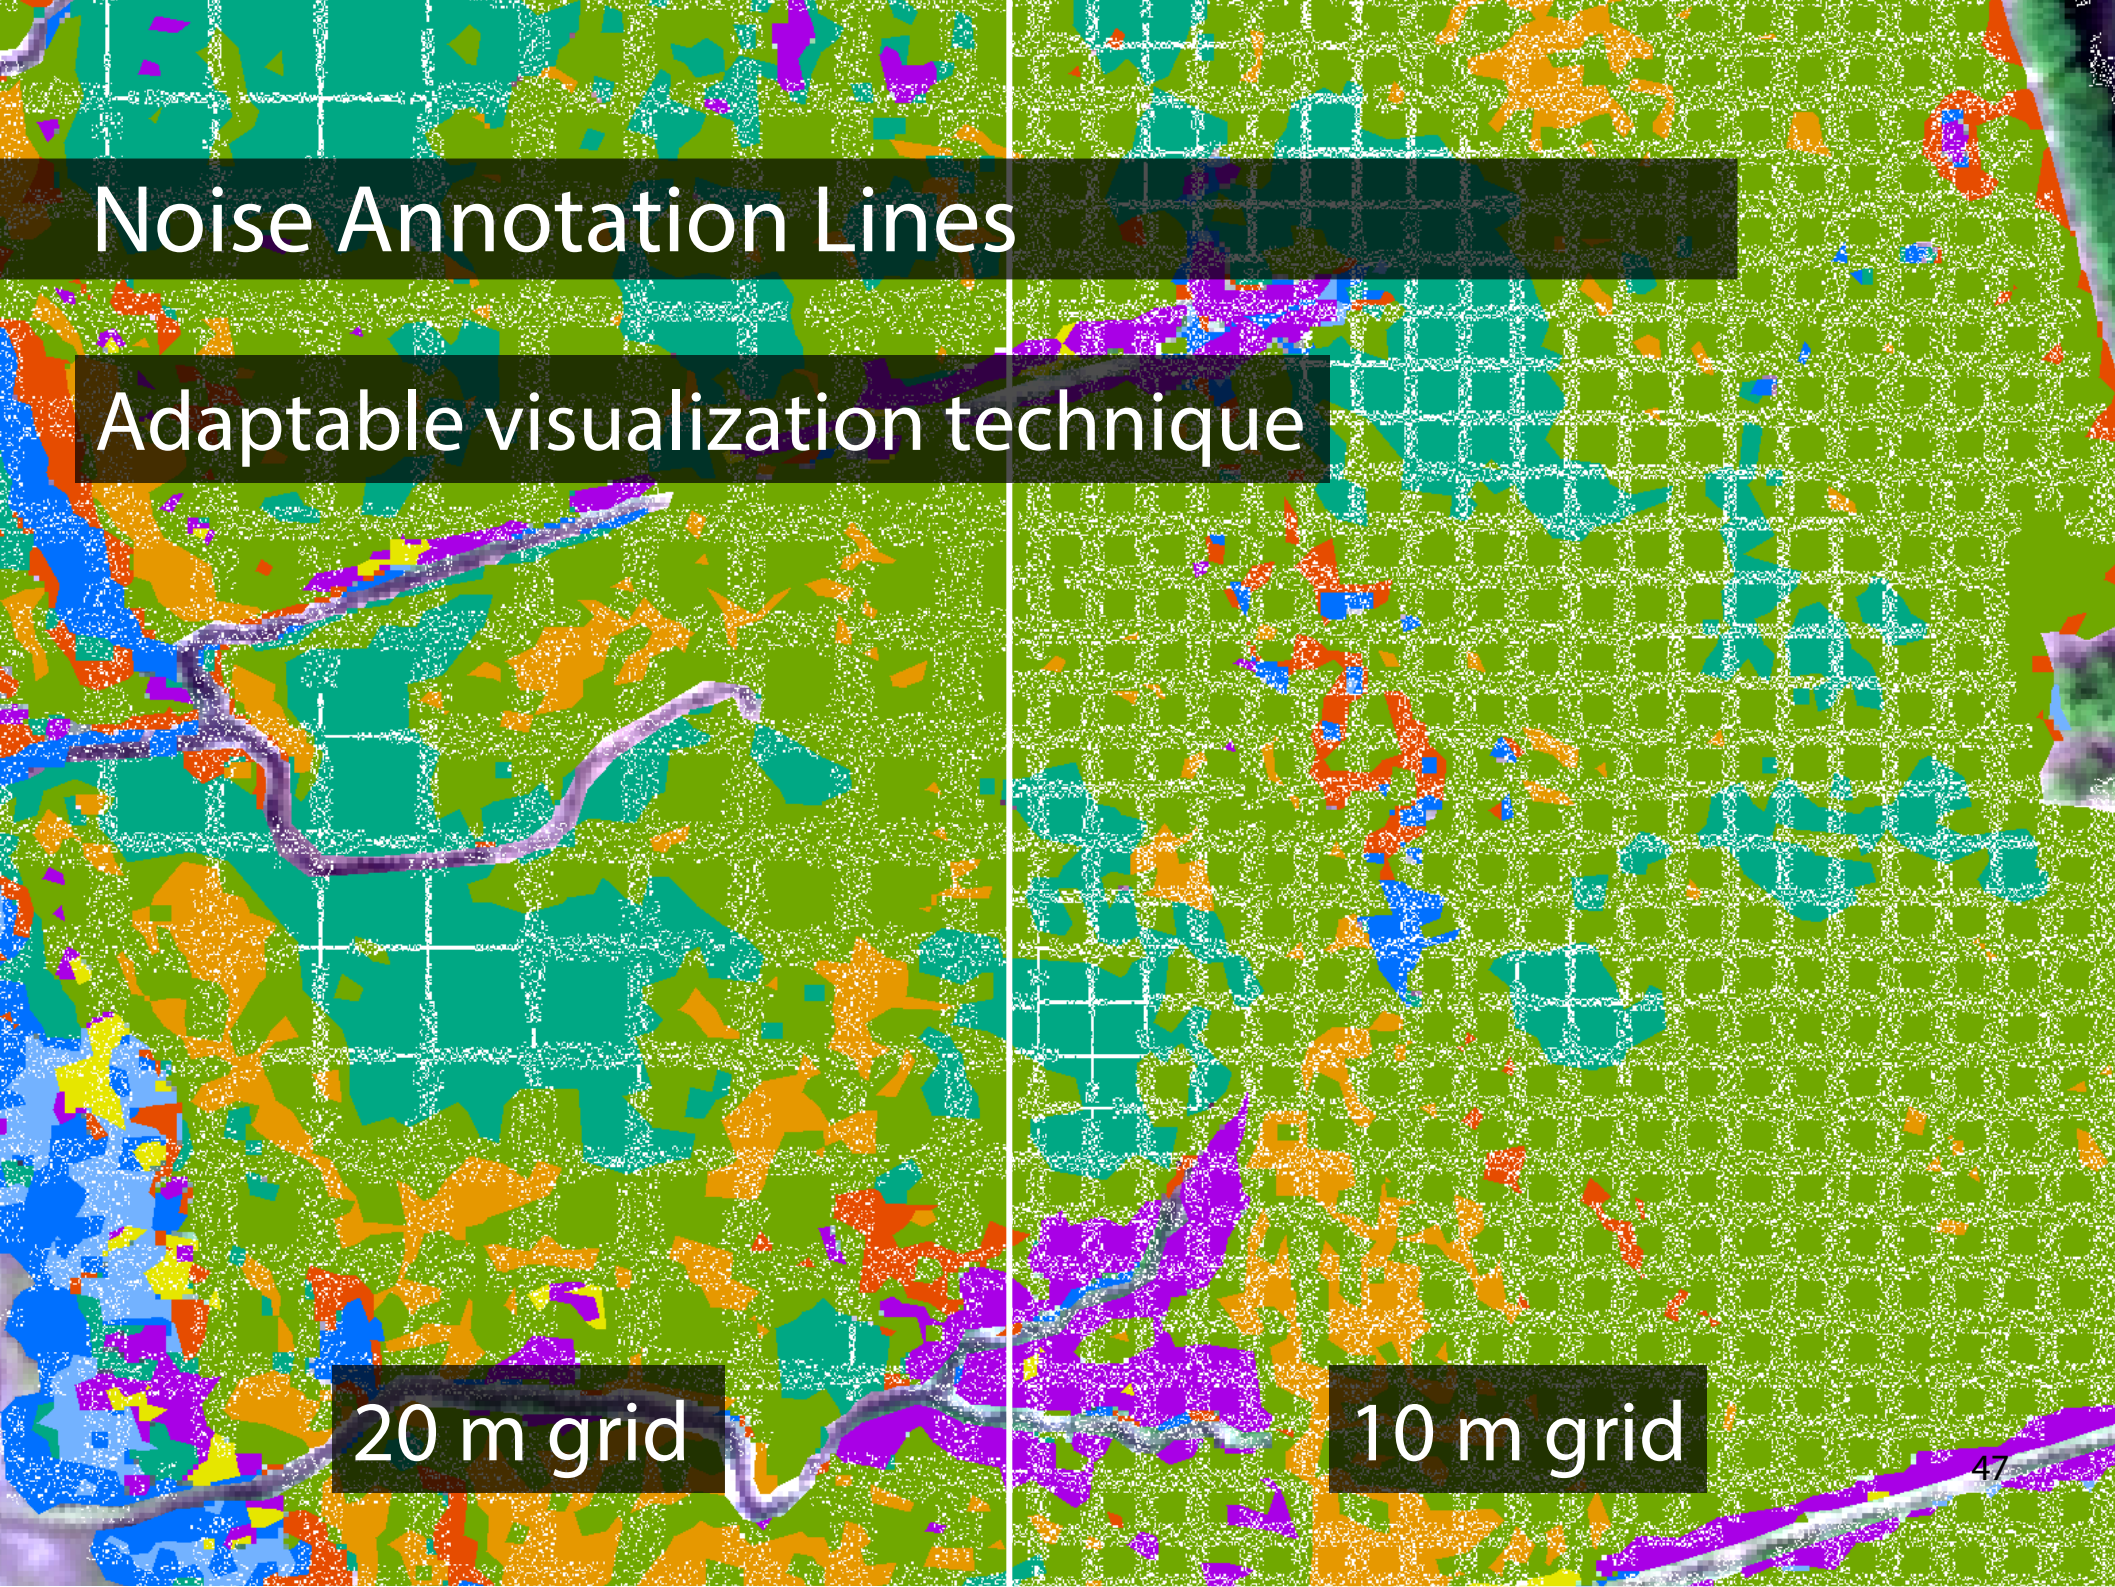 Noise Annotation Lines
Adaptable visualization technique
20 m grid
10 m grid
47